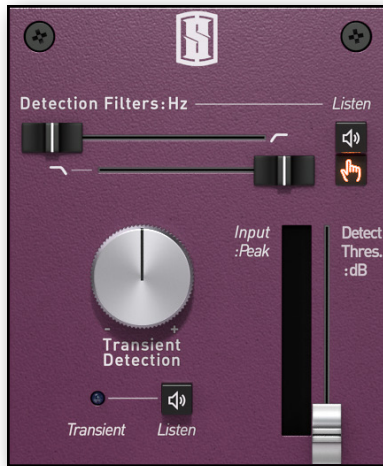 Detection Filters:Hz
Listen
Input
:Peak
Detect
Thres.
:dB
- +
Transient
Detection
Transient
Listen